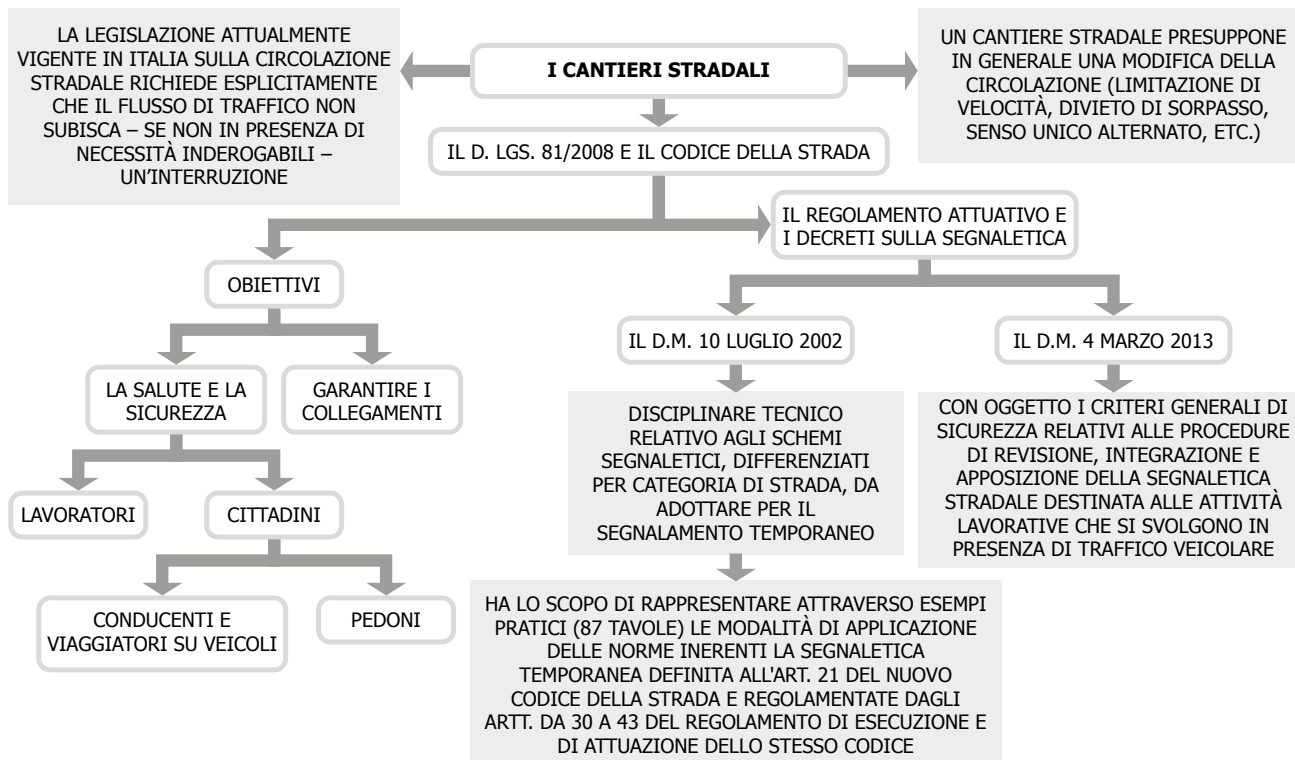 LA LEGISLAZIONE ATTUALMENTE
VIGENTE IN ITALIA SULLA CIRCOLAZIONE
STRADALE RICHIEDE ESPLICITAMENTE
CHE IL FLUSSO DI TRAFFICO NON
SUBISCA – SE NON IN PRESENZA DI
NECESSITÀ INDEROGABILI –
UN'INTERRUZIONE
I CANTIERI STRADALI
UN CANTIERE STRADALE PRESUPPONE
IN GENERALE UNA MODIFICA DELLA
CIRCOLAZIONE (LIMITAZIONE DI
VELOCITÀ, DIVIETO DI SORPASSO,
SENSO UNICO ALTERNATO, ETC.)
IL D. LGS. 81/2008 E IL CODICE DELLA STRADA
IL REGOLAMENTO ATTUATIVO E
I DECRETI SULLA SEGNALETICA
OBIETTIVI
IL D.M. 10 LUGLIO 2002
IL D.M. 4 MARZO 2013
LA SALUTE E LA
SICUREZZA
GARANTIRE I
COLLEGAMENTI
DISCIPLINARE TECNICO
RELATIVO AGLI SCHEMI
SEGNALETICI, DIFFERENZIATI
PER CATEGORIA DI STRADA, DA
ADOTTARE PER IL
SEGNALAMENTO TEMPORANEO
CON OGGETTO I CRITERI GENERALI DI
SICUREZZA RELATIVI ALLE PROCEDURE
DI REVISIONE, INTEGRAZIONE E
APPOSIZIONE DELLA SEGNALETICA
STRADALE DESTINATA ALLE ATTIVITÀ
LAVORATIVE CHE SI SVOLGONO IN
PRESENZA DI TRAFFICO VEICOLARE
LAVORATORI
CITTADINI
CONDUCENTI E
VIAGGIATORI SU VEICOLI
PEDONI
HA LO SCOPO DI RAPPRESENTARE ATTRAVERSO ESEMPI
PRATICI (87 TAVOLE) LE MODALITÀ DI APPLICAZIONE
DELLE NORME INERENTI LA SEGNALETICA
TEMPORANEA DEFINITA ALL'ART. 21 DEL NUOVO
CODICE DELLA STRADA E REGOLAMENTATE DAGLI
ARTT. DA 30 A 43 DEL REGOLAMENTO DI ESECUZIONE E
DI ATTUAZIONE DELLO STESSO CODICE